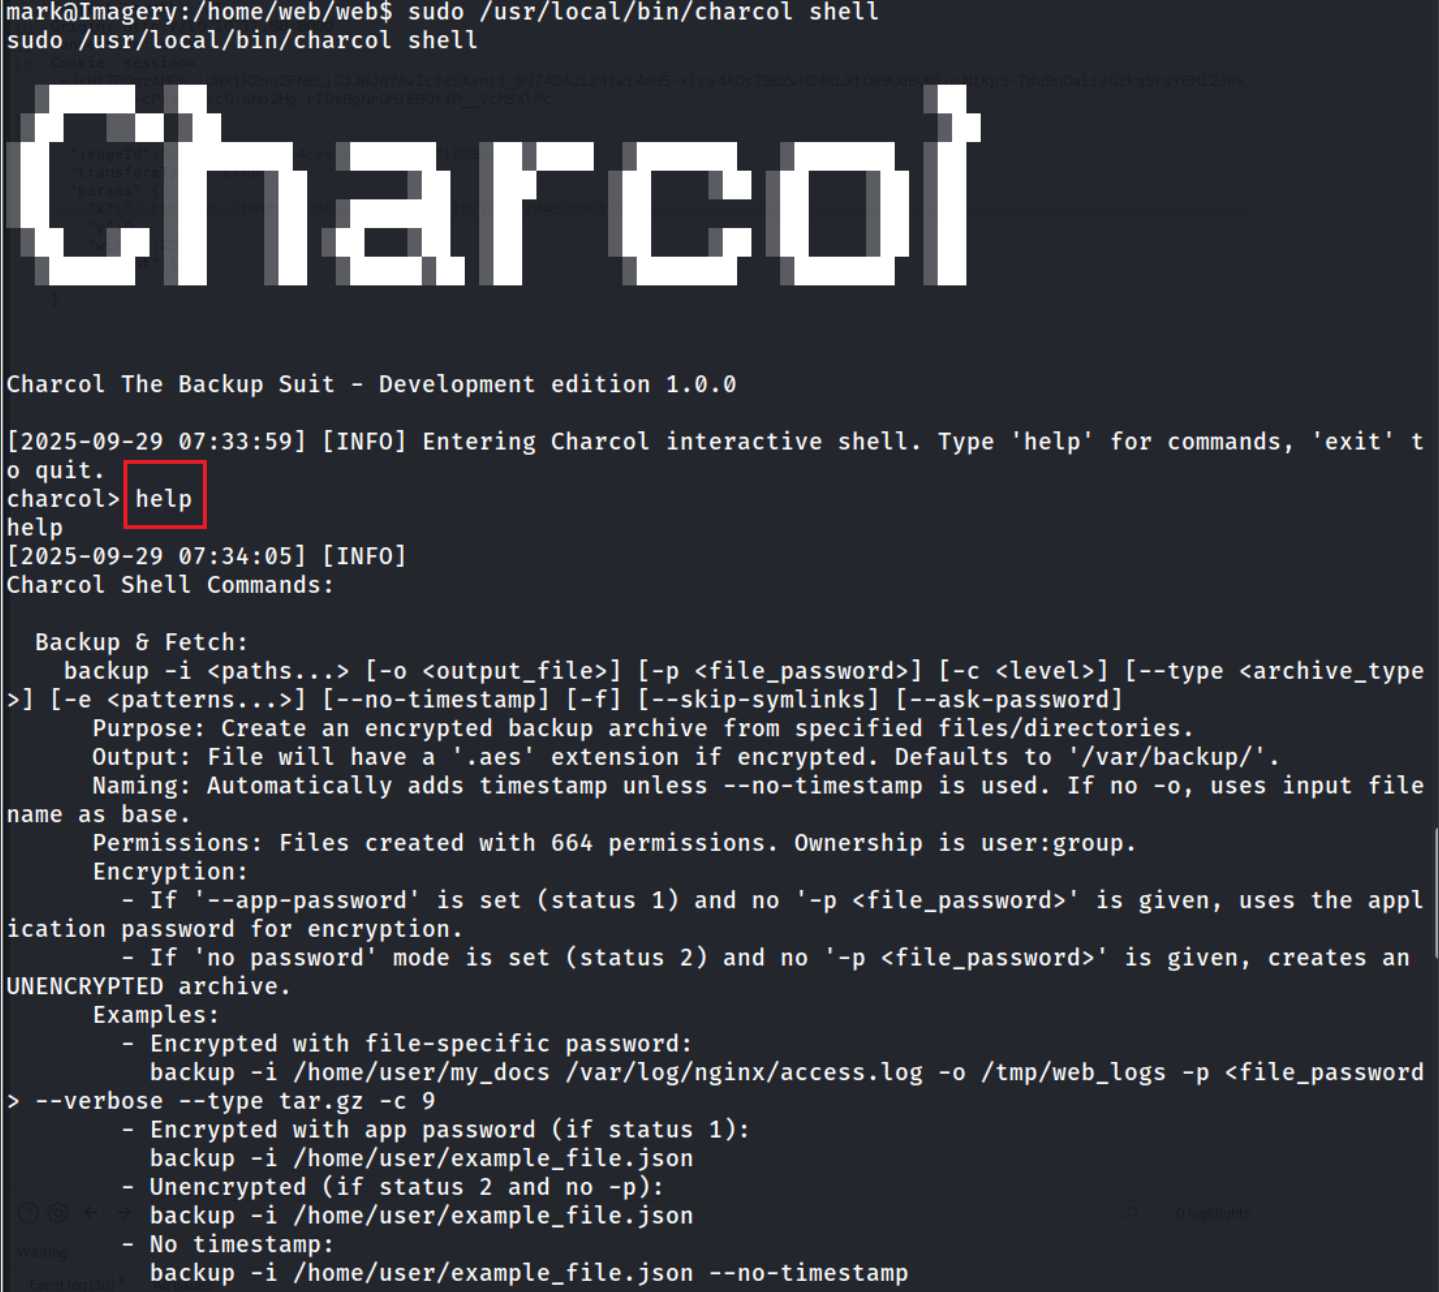 mark@Imagery:/home/web/web$ sudo /usr/local/bin/charcol shell
sudo /usr/local/bin/charcol shell
Charcol
Charcol The Backup Suit - Development edition 1.0.0
[2025-09-29 07:33:59] [INFO] Entering Charcol interactive shell. Type 'help' for commands, 'exit' t
o quit.
charcol> help
help
[2025-09-29 07:34:05] [INFO]
Charcol Shell Commands:
Backup & Fetch:
backup -i <paths...> [-o <output_file>] [-p <file_password>] [-c <level>] [--type <archive_type
>] [-e <patterns...>] [--no-timestamp] [-f] [--skip-symlinks] [--ask-password]
Purpose: Create an encrypted backup archive from specified files/directories.
Output: File will have a '.aes' extension if encrypted. Defaults to '/var/backup/'.
Naming: Automatically adds timestamp unless --no-timestamp is used. If no -o, uses input file
name as base.
Permissions: Files created with 664 permissions. Ownership is user:group.
Encryption:
- If '--app-password' is set (status 1) and no '-p <file_password>' is given, uses the appl
ication password for encryption.
- If 'no password' mode is set (status 2) and no '-p <file_password>' is given, creates an
UNENCRYPTED archive.
Examples:
- Encrypted with file-specific password:
backup -i /home/user/my_docs /var/log/nginx/access.log -o /tmp/web_logs -p <file_password
> --verbose --type tar.gz -c 9
- Encrypted with app password (if status 1):
backup -i /home/user/example_file.json
- Unencrypted (if status 2 and no -p):
backup -i /home/user/example_file.json
0 highlights
- No timestamp:
Waiting
backup -i /home/user/example_file.json --no-timestamp
Event log (30)